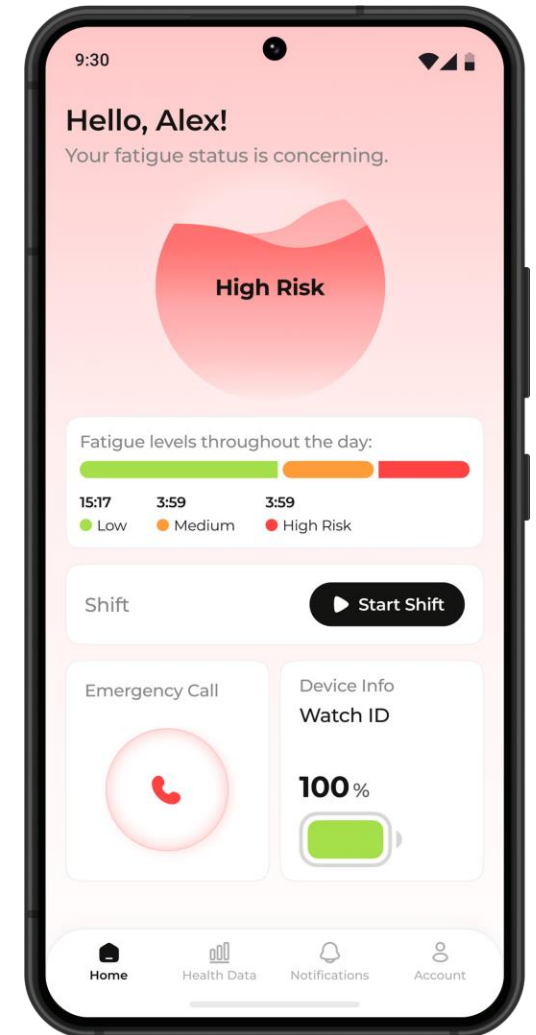 9:30
Hello, Alex!
Your fatigue status is concerning.
High Risk
Fatigue levels throughout the day:
15:17 3:59 3:59
Low Medium High Risk
Shift Start Shift
Emergency Call
Device Info
Watch ID
100 %
Home Health Data Notifications Account